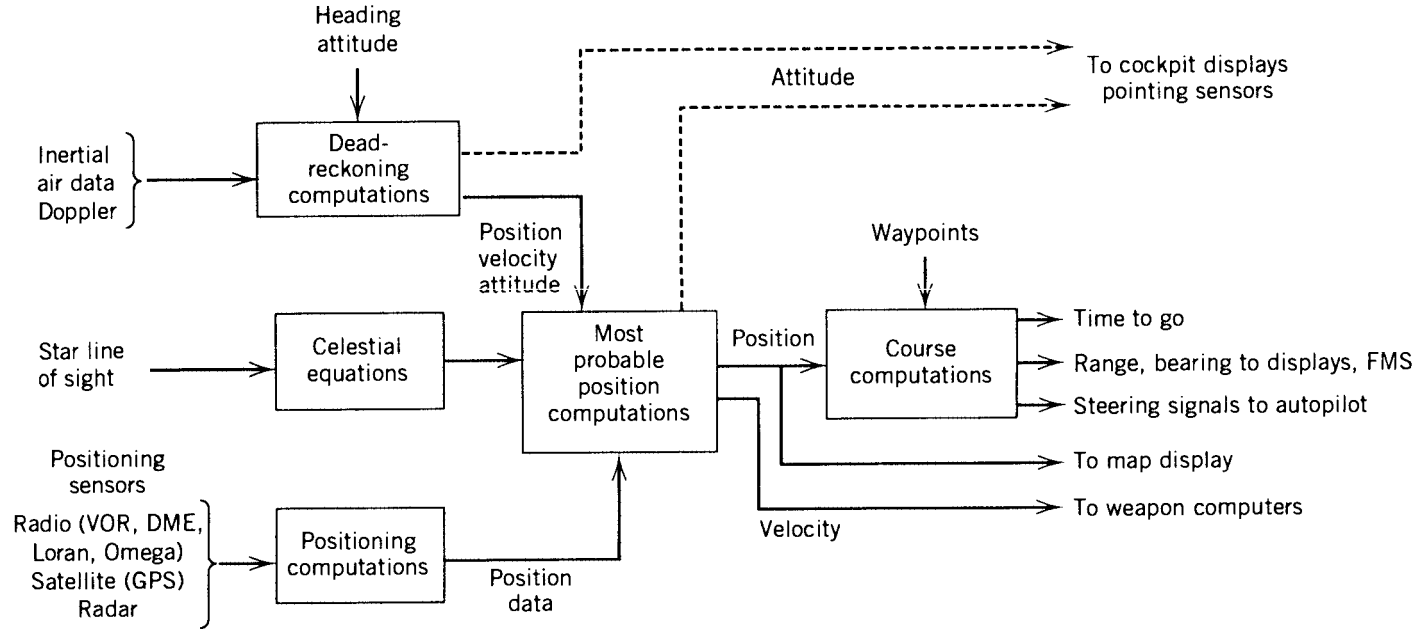 Heading
attitude
Attitude
To cockpit displays
pointing sensors
Inertial
air data
Doppler
Dead-
reckoning
computations
Position
velocity
attitude
Waypoints
Star line
of sight
Celestial
equations
Most
probable
position
computations
Position
Course
computations
Time to go
Range, bearing to displays, FMS
Steering signals to autopilot
To map display
To weapon computers
Velocity
Positioning
sensors
Radio (VOR, DME,
Loran, Omega)
Satellite (GPS)
Radar
Positioning
computations
Position
data